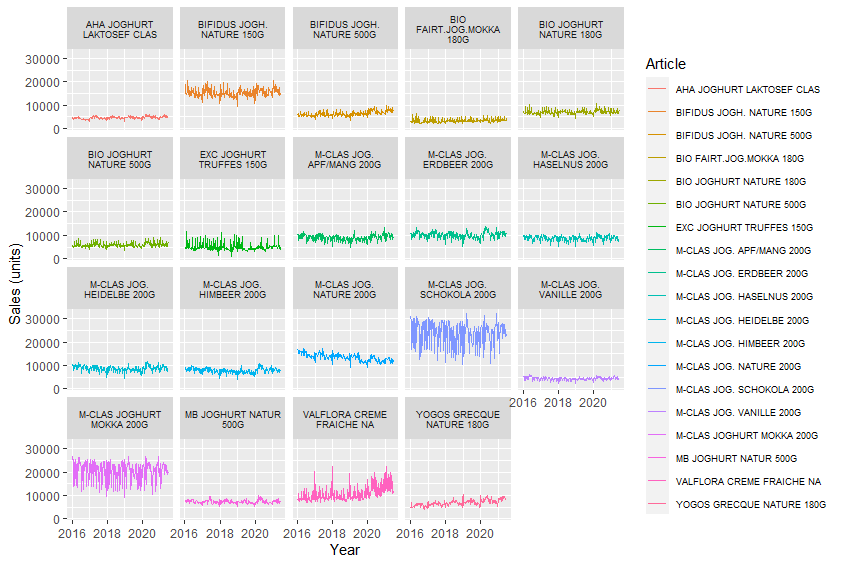 AHA JOGHURT
LAKTOSEF CLAS
BIFIDUS JOGH.
NATURE 150G
BIFIDUS JOGH.
NATURE 500G
BIO
FAIRT.JOG.MOKKA
180G
BIO JOGHURT
NATURE 180G
30000
20000
10000
0
BIO JOGHURT
NATURE 500G
EXC JOGHURT
TRUFFES 150G
M-CLAS JOG.
APF/MANG 200G
M-CLAS JOG.
ERDBEER 200G
M-CLAS JOG.
HASELNUS 200G
30000
20000
10000
0
M-CLAS JOG.
HEIDELBE 200G
M-CLAS JOG.
HIMBEER 200G
M-CLAS JOG.
NATURE 200G
M-CLAS JOG.
SCHOKOLA 200G
M-CLAS JOG.
VANILLE 200G
30000
20000
10000
0
2016 2018 2020
M-CLAS JOGHURT
MOKKA 200G
MB JOGHURT NATUR
500G
VALFLORA CREME
FRAICHE NA
YOGOS GRECQUE
NATURE 180G
30000
20000
10000
0
2016 2018 2020
2016 2018 2020
2016 2018 2020
2016 2018 2020
Year
Sales (units)
Article
AHA JOGHURT LAKTOSEF CLAS
BIFIDUS JOGH. NATURE 150G
BIFIDUS JOGH. NATURE 500G
BIO FAIRT.JOG.MOKKA 180G
BIO JOGHURT NATURE 180G
BIO JOGHURT NATURE 500G
EXC JOGHURT TRUFFES 150G
M-CLAS JOG. APF/MANG 200G
M-CLAS JOG. ERDBEER 200G
M-CLAS JOG. HASELNUS 200G
M-CLAS JOG. HEIDELBE 200G
M-CLAS JOG. HIMBEER 200G
M-CLAS JOG. NATURE 200G
M-CLAS JOG. SCHOKOLA 200G
M-CLAS JOG. VANILLE 200G
M-CLAS JOGHURT MOKKA 200G
MB JOGHURT NATUR 500G
VALFLORA CREME FRAICHE NA
YOGOS GRECQUE NATURE 180G